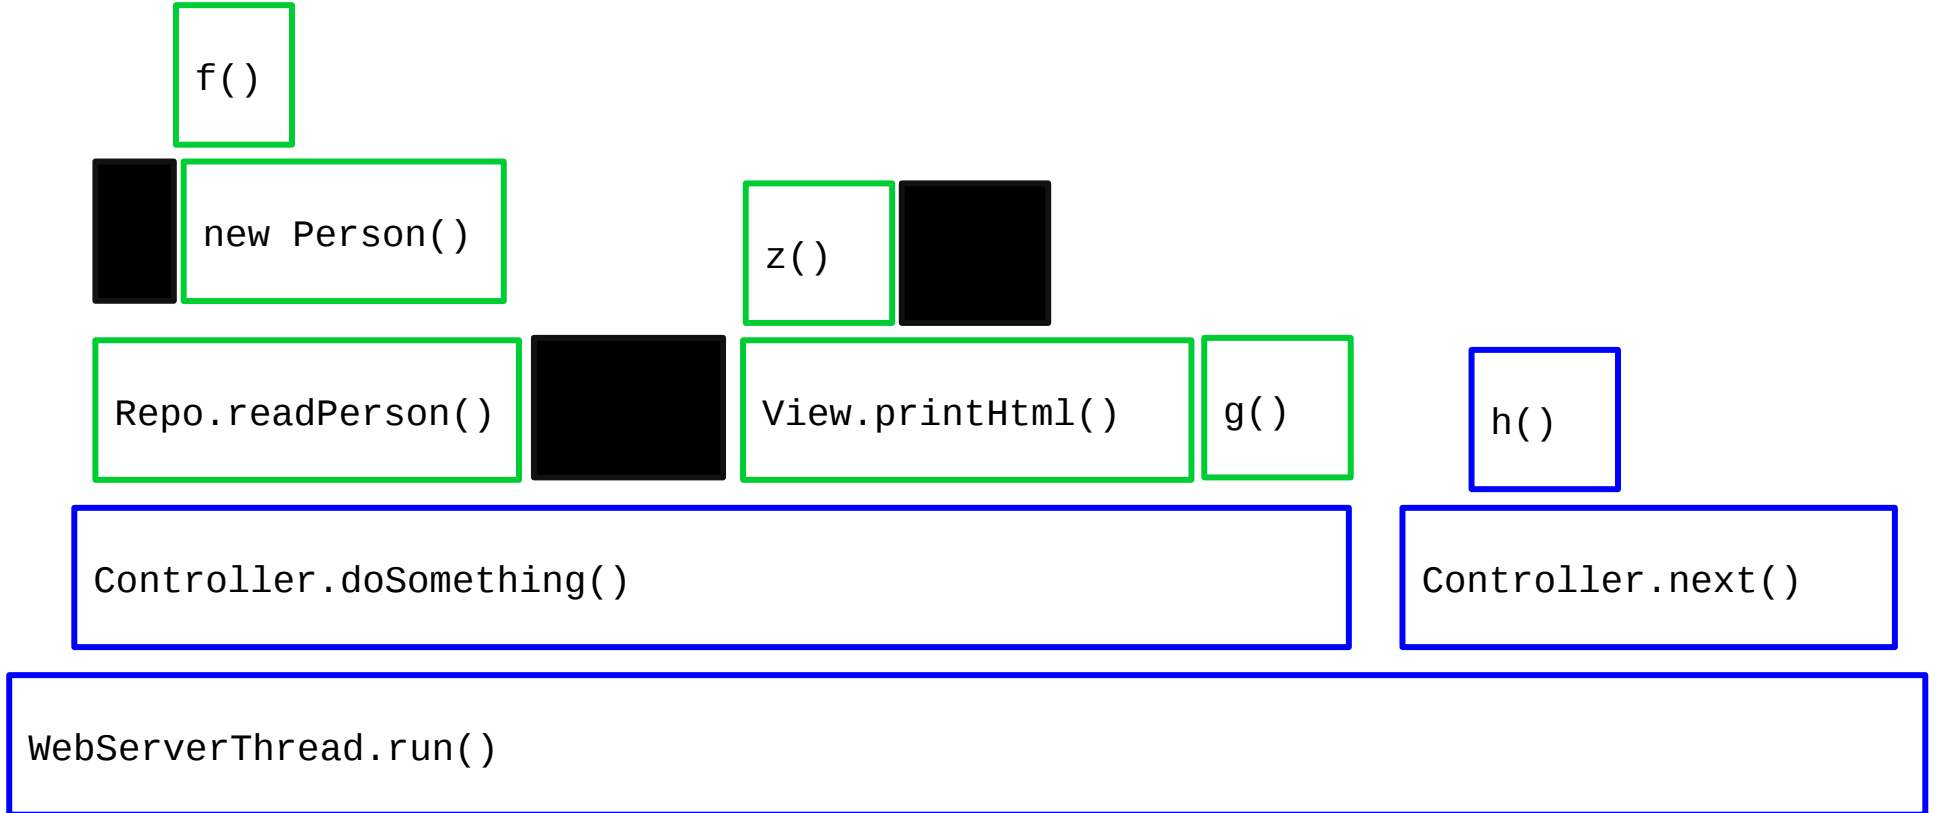 f()
new Person()
z()
Repo.readPerson()
View.printHtml()
g()
h()
Controller.doSomething()
Controller.next()
WebServerThread.run()